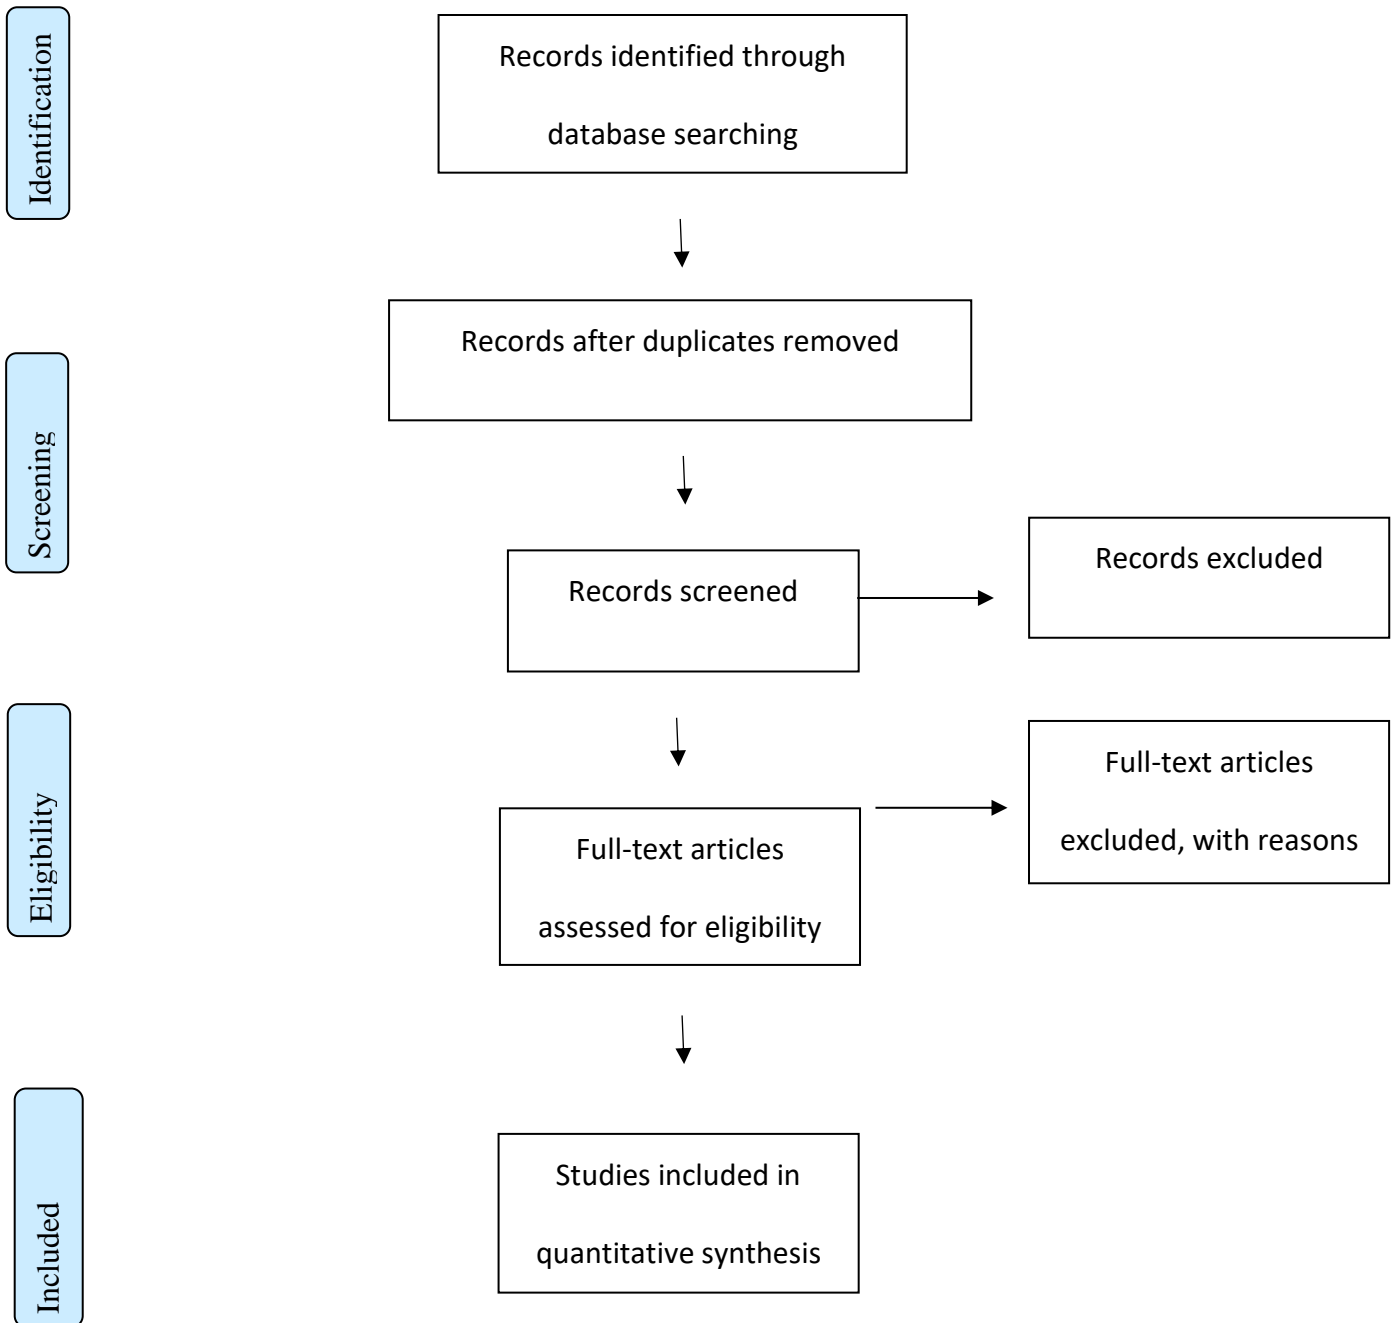 Identification
Records identified through
database searching
Records after duplicates removed
Screening
Records screened
Records excluded
Eligibility
Full-text articles
assessed for eligibility
Full-text articles
excluded, with reasons
Included
Studies included in
quantitative synthesis